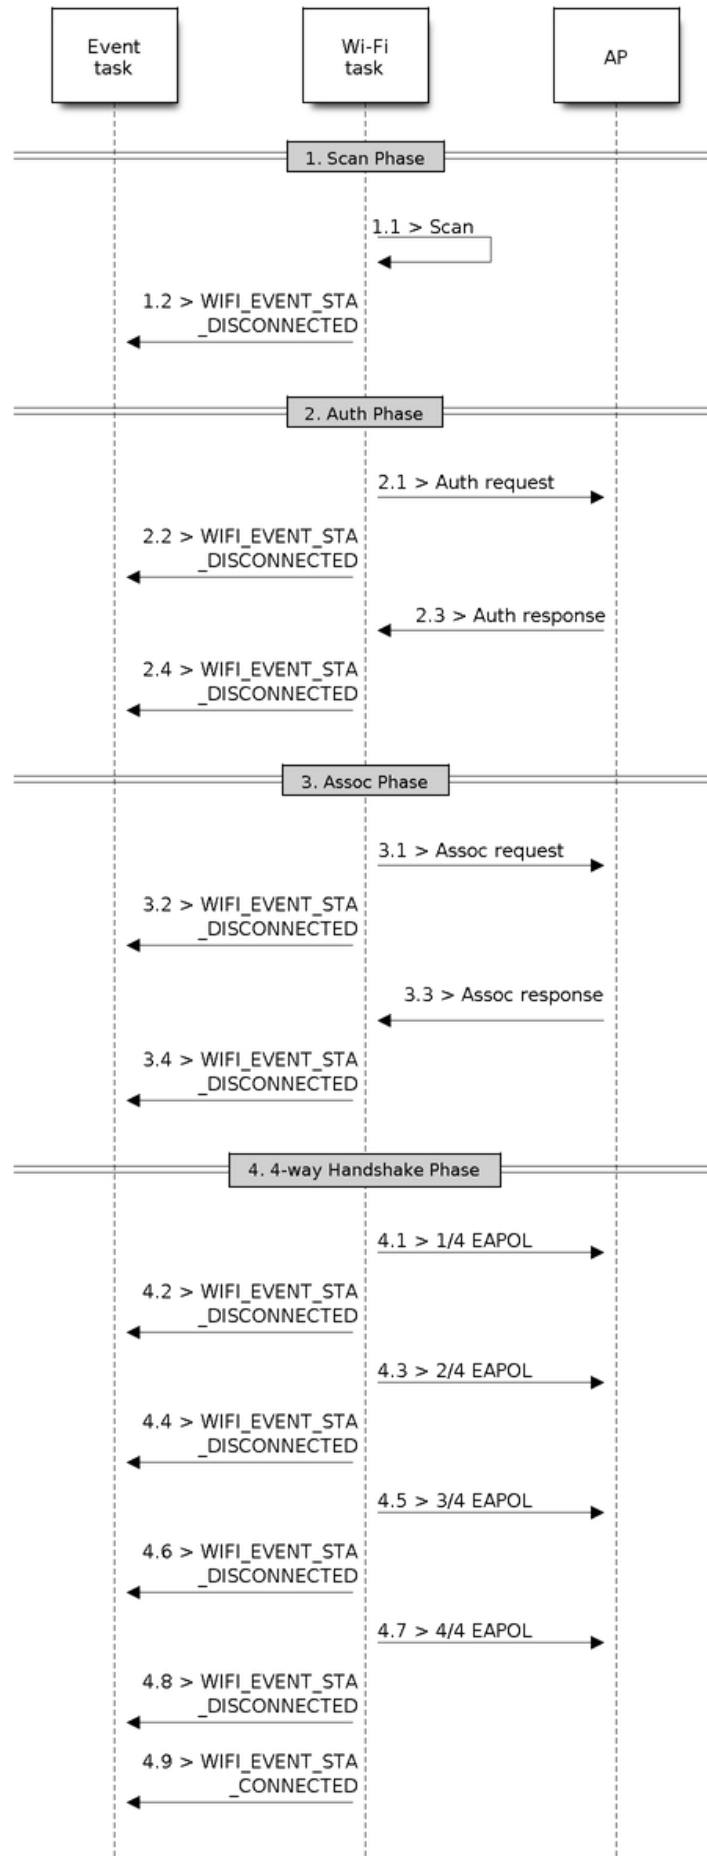 Event
task
Wi-Fi
task
AP
1. Scan Phase
1.1 > Scan
1.2 > WIFI_EVENT_STA
_DISCONNECTED
2. Auth Phase
2.1 > Auth request
2.2 > WIFI_EVENT_STA
_DISCONNECTED
2.3 > Auth response
2.4 > WIFI_EVENT_STA
_DISCONNECTED
3. Assoc Phase
3.1 > Assoc request
3.2 > WIFI_EVENT_STA
_DISCONNECTED
3.3 > Assoc response
3.4 > WIFI_EVENT_STA
_DISCONNECTED
4. 4-way Handshake Phase
4.1 > 1/4 EAPOL
4.2 > WIFI_EVENT_STA
_DISCONNECTED
4.3 > 2/4 EAPOL
4.4 > WIFI_EVENT_STA
_DISCONNECTED
4.5 > 3/4 EAPOL
4.6 > WIFI_EVENT_STA
_DISCONNECTED
4.7 > 4/4 EAPOL
4.8 > WIFI_EVENT_STA
_DISCONNECTED
4.9 > WIFI_EVENT_STA
_CONNECTED